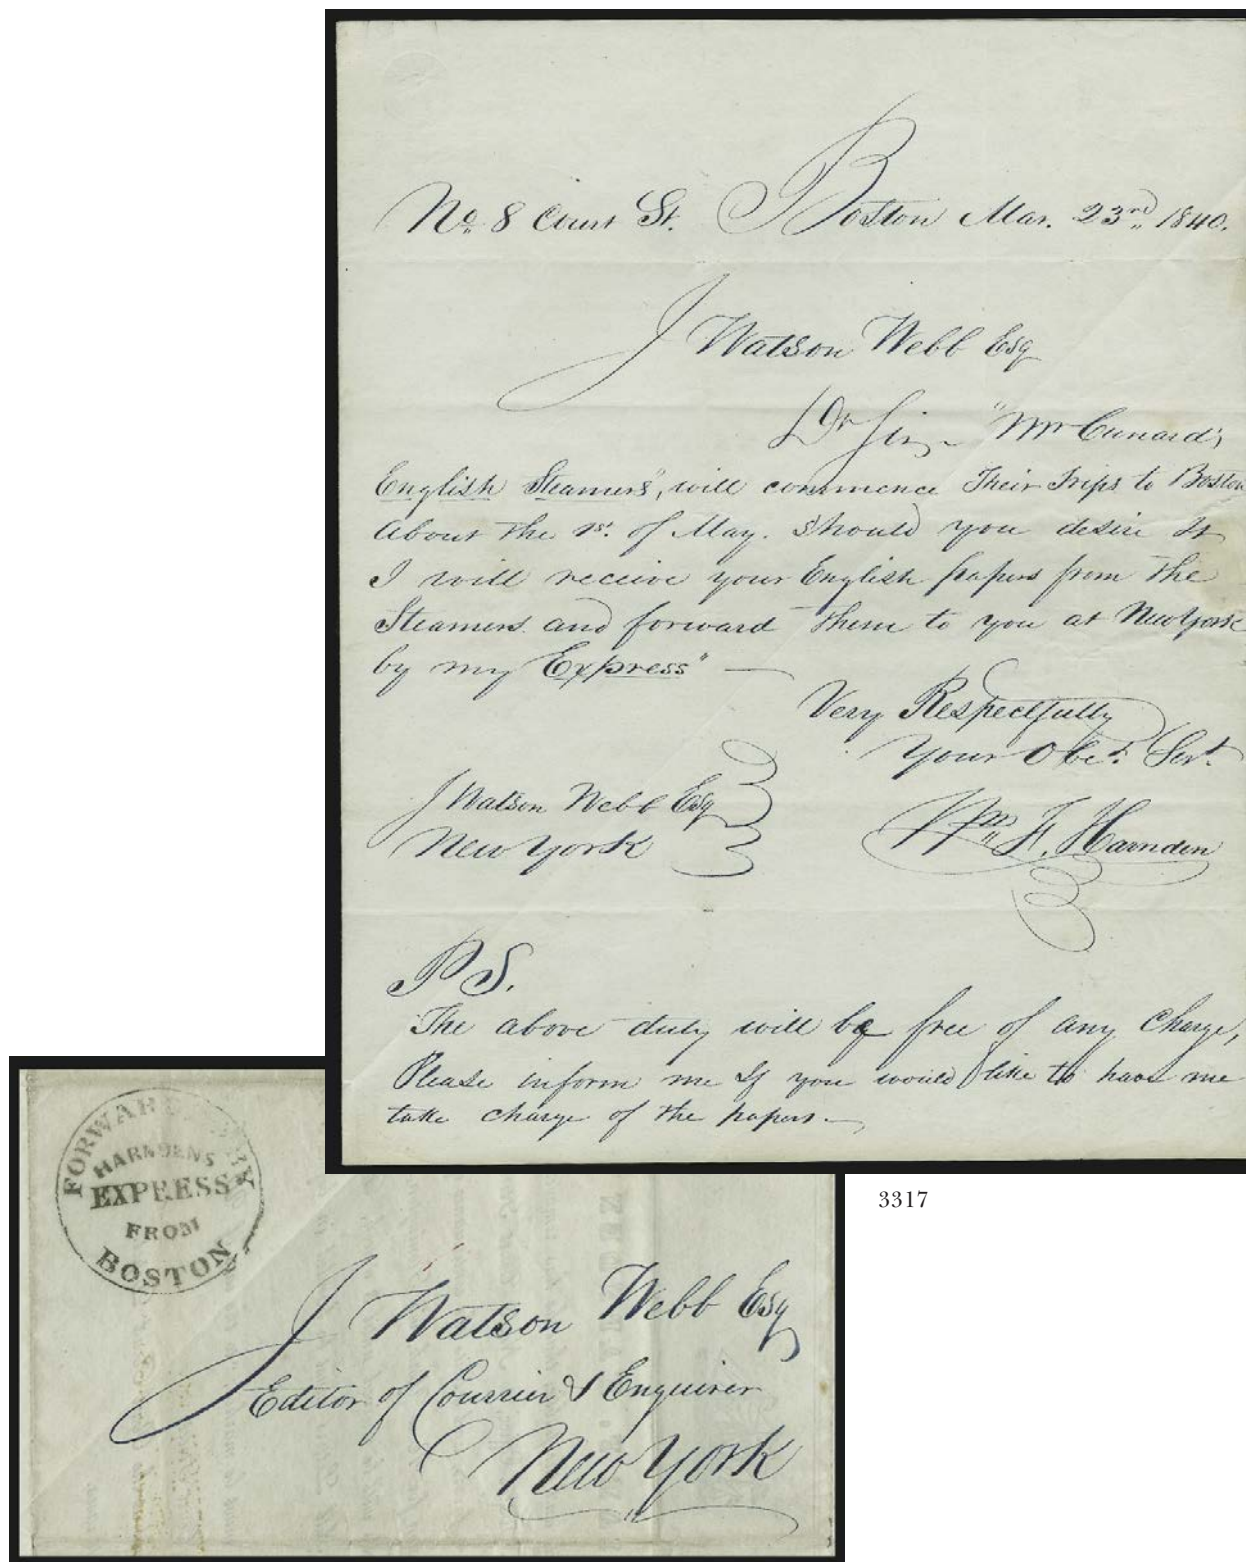 No. 8 Court St. Boston Mar. 23rd, 1840.
J Watson Webb Esq
Dr Sir "Mr Cunard's
English Steamers", will commence Their Trips to Boston
About the 1st. of May. Should you desire It
I will receive your English papers from the
Steamers and forward them to you at New York
by my Express" —
Very Respectfully
Your Obet. Servt.
J Watson Webb Esq
New York
Wm F. Harnden
P S.
The above duty will be free of any Charge,
Please inform me If you would like to have me
take charge of the papers.—
3317
FORWARDED BY
HARNDENS
EXPRESS
FROM
BOSTON
J Watson Webb Esq
Editor of Courrier & Enquirer
New York